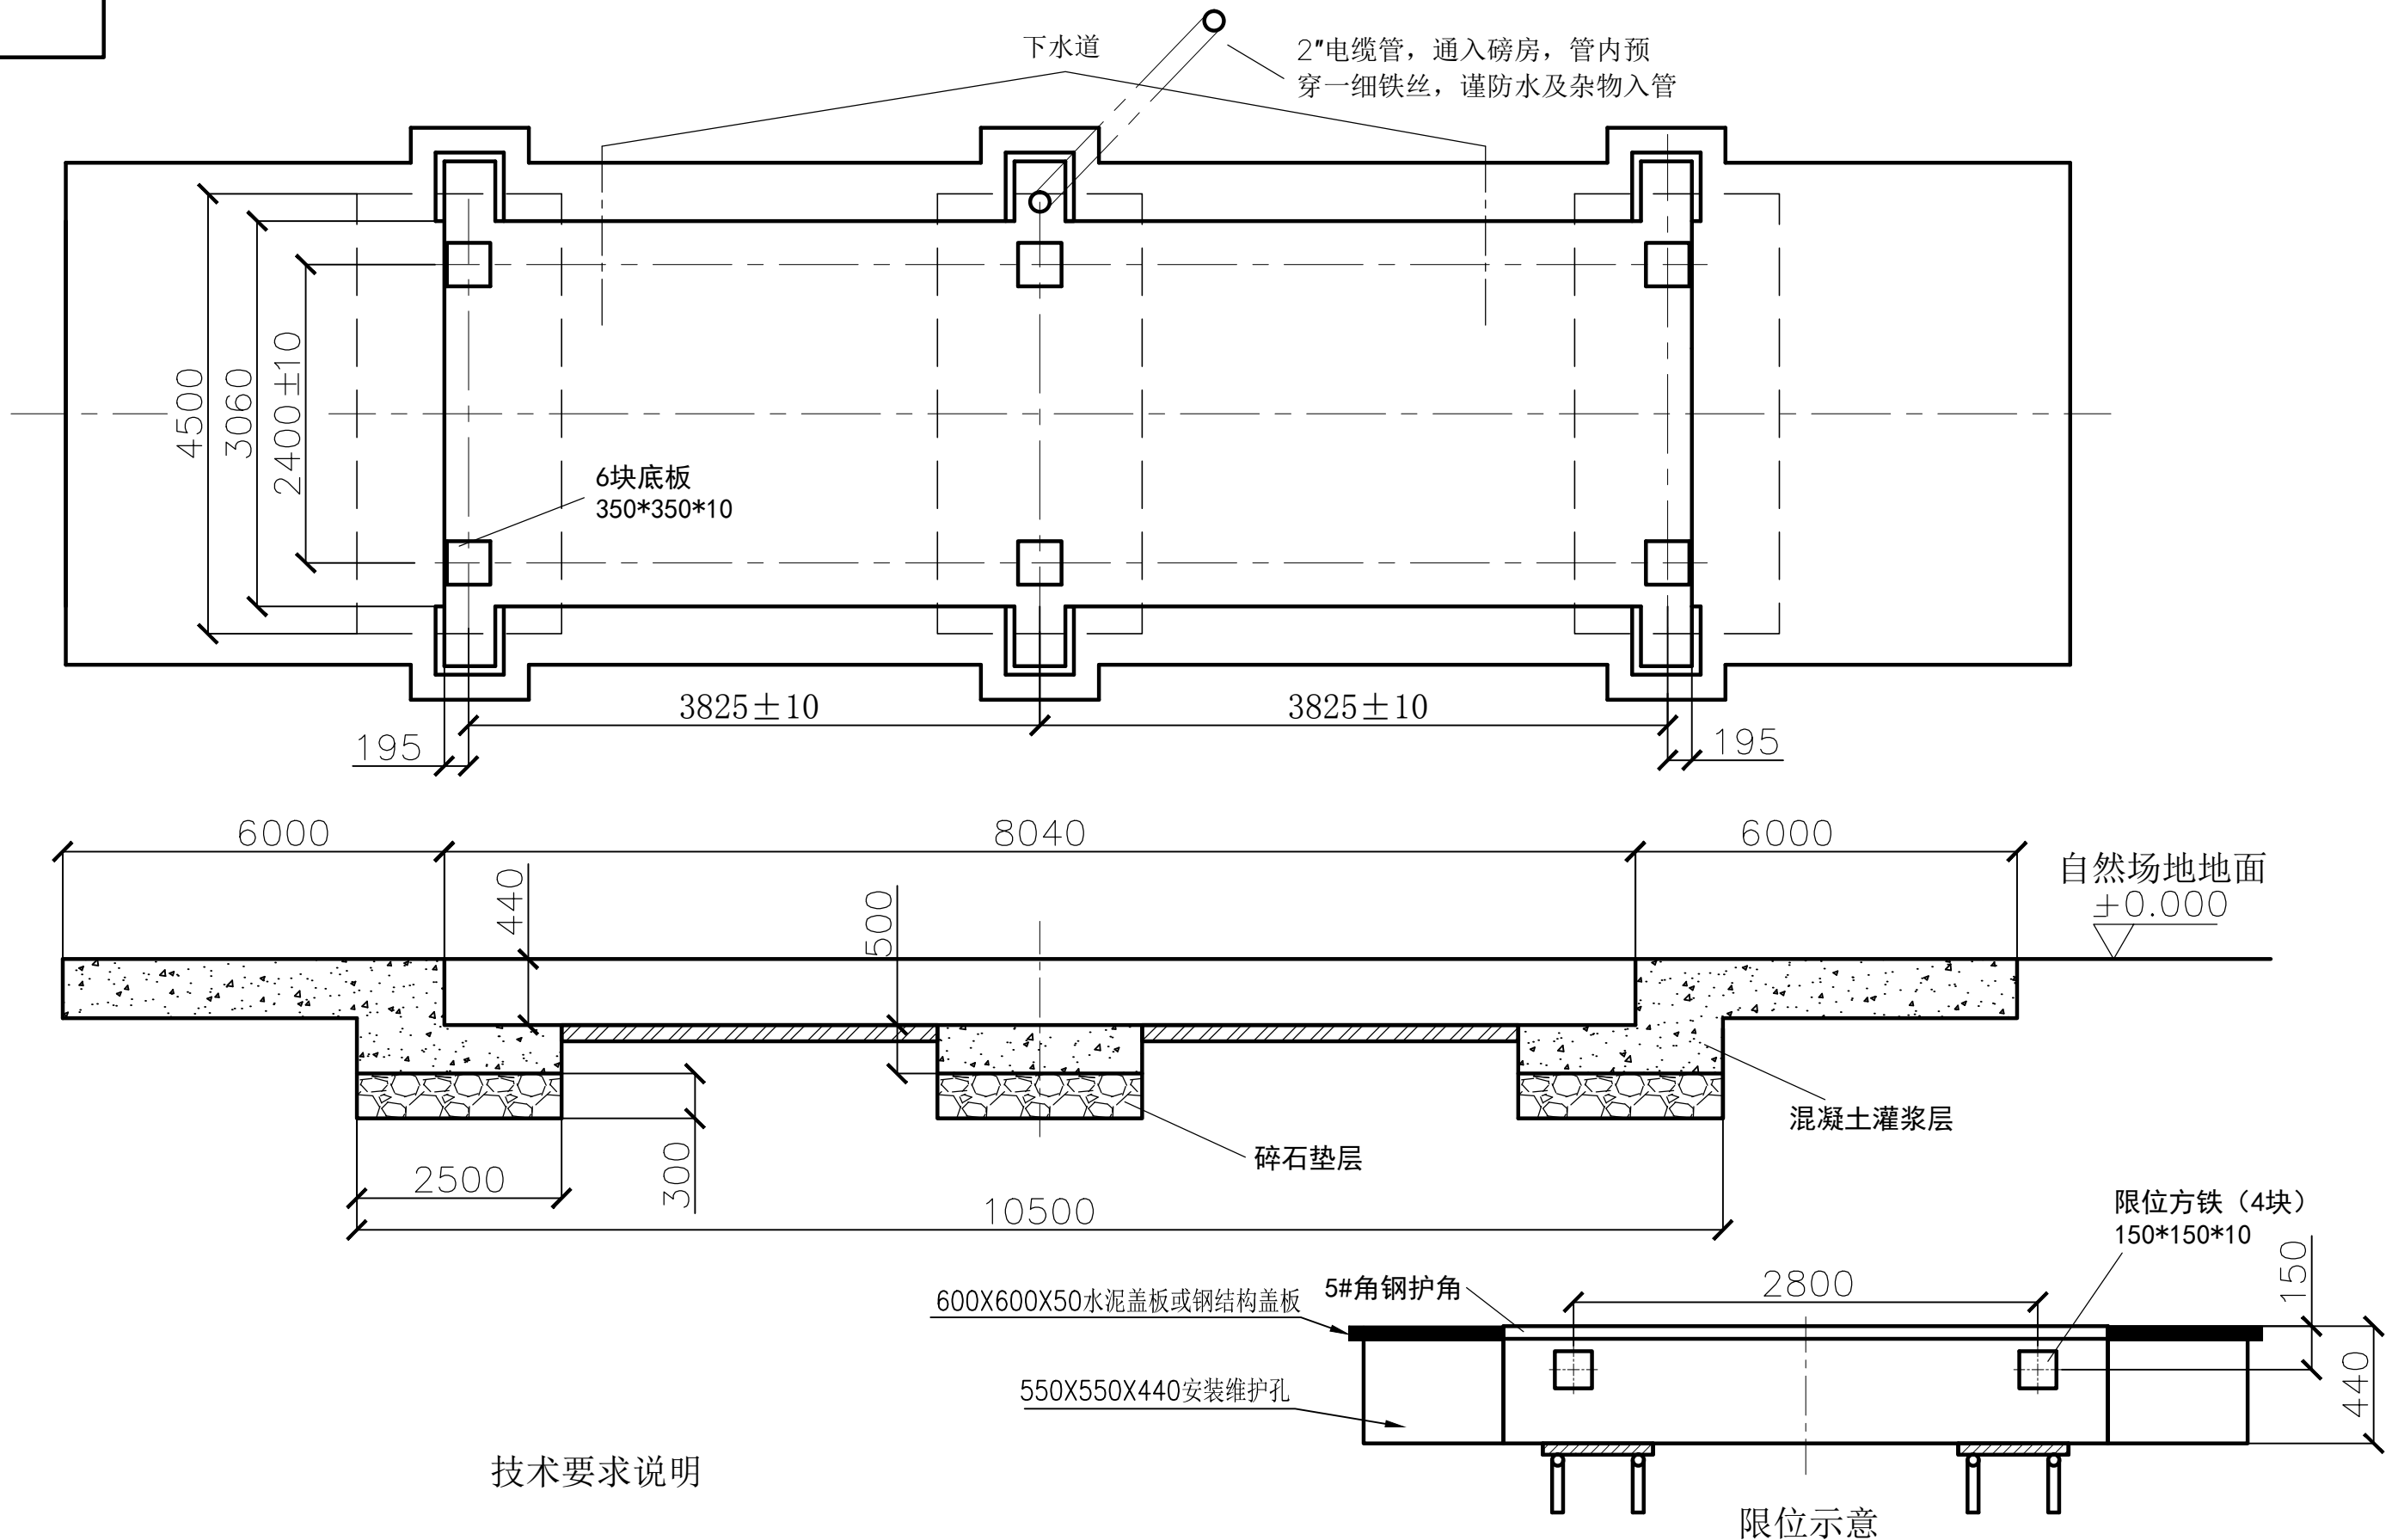 下水道
2"电缆管，通入磅房，管内预
穿一细铁丝，谨防水及杂物入管
4500
3060
2400±10
6块底板
350*350*10
3825±10
3825±10
195
195
6000
8040
6000
440
500
自然场地地面
±0.000
混凝土灌浆层
碎石垫层
2500
300
10500
限位方铁（4块）
150*150*10
600X600X50水泥盖板或钢结构盖板
5#角钢护角
2800
150
440
550X550X440安装维护孔
技术要求说明
限位示意